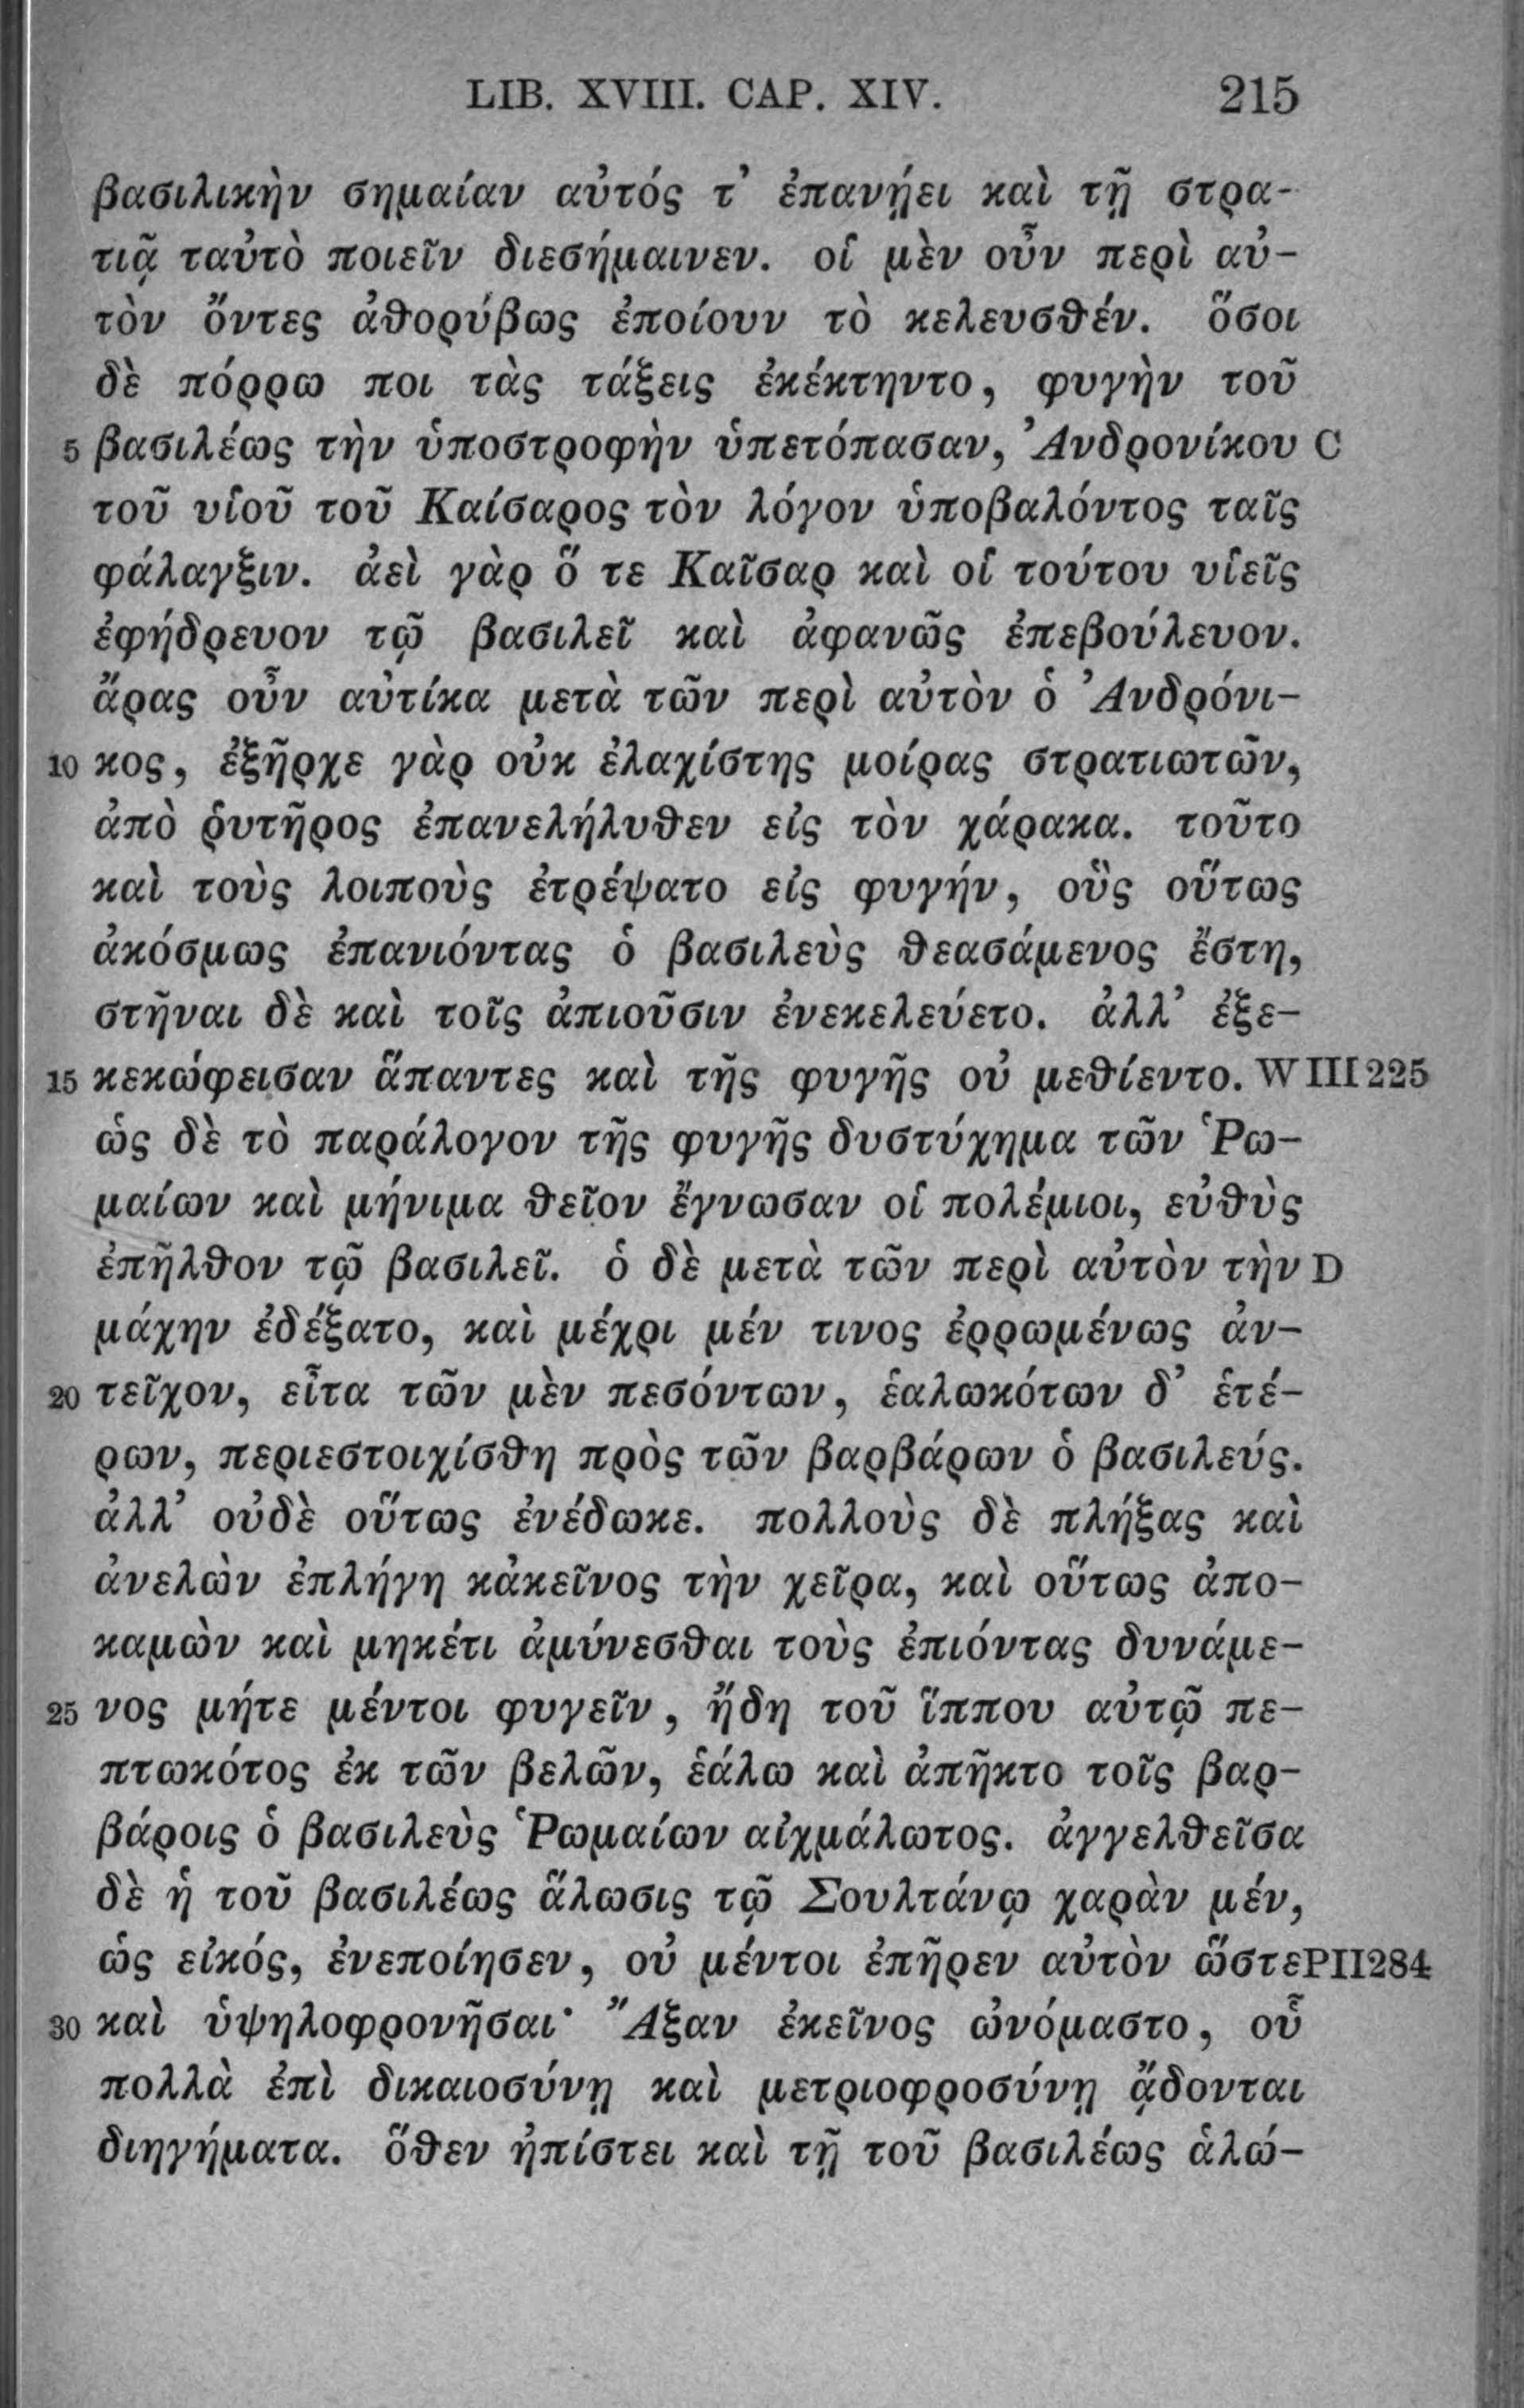 LIB. XVIII. CAP. XIV. 215
βασιλικὴν σημαίαν αὐτός τ’ ἐπανῄει καὶ τῇ στρα-
τιᾷ ταὐτὸ ποιεῖν διεσήμαινεν. οἱ μὲν οὖν περὶ αὐ-
τὸν ὄντες ἀθορύβως ἐποίουν τὸ κελευσθέν. ὅσοι
δὲ πόρρω ποι τὰς τάξεις ἐκέκτηντο, φυγὴν τοῦ
5 βασιλέως τὴν ὑποστροφὴν ὑπετόπασαν, Ἀνδρονίκου C
τοῦ υἱοῦ τοῦ Καίσαρος τὸν λόγον ὑποβαλόντος ταῖς
φάλαγξιν. ἀεὶ γὰρ ὅ τε Καῖσαρ καὶ οἱ τούτου υἱεῖς
ἐφήδρευον τῷ βασιλεῖ καὶ ἀφανῶς ἐπεβούλευον.
ἄρας οὖν αὐτίκα μετὰ τῶν περὶ αὐτὸν ὁ Ἀνδρόνι-
10 κος, ἐξῆρχε γὰρ οὐκ ἐλαχίστης μοίρας στρατιωτῶν,
ἀπὸ ῥυτῆρος ἐπανελήλυθεν εἰς τὸν χάρακα. τοῦτο
καὶ τοὺς λοιποὺς ἐτρέψατο εἰς φυγήν, οὓς οὕτως
ἀκόσμως ἐπανιόντας ὁ βασιλεὺς θεασάμενος ἔστη,
στῆναι δὲ καὶ τοῖς ἀπιοῦσιν ἐνεκελεύετο. ἀλλ’ ἐξε-
15 κεκώφεισαν ἅπαντες καὶ τῆς φυγῆς οὐ μεθίεντο. W III 225
ὡς δὲ τὸ παράλογον τῆς φυγῆς δυστύχημα τῶν Ῥω-
μαίων καὶ μήνιμα θεῖον ἔγνωσαν οἱ πολέμιοι, εὐθὺς
ἐπῆλθον τῷ βασιλεῖ. ὁ δὲ μετὰ τῶν περὶ αὐτὸν τὴν D
μάχην ἐδέξατο, καὶ μέχρι μέν τινος ἐρρωμένως ἀν-
20 τεῖχον, εἶτα τῶν μὲν πεσόντων, ἑαλωκότων δ’ ἑτέ-
ρων, περιεστοιχίσθη πρὸς τῶν βαρβάρων ὁ βασιλεύς.
ἀλλ’ οὐδὲ οὕτως ἐνέδωκε. πολλοὺς δὲ πλήξας καὶ
ἀνελὼν ἐπλήγη κἀκεῖνος τὴν χεῖρα, καὶ οὕτως ἀπο-
καμὼν καὶ μηκέτι ἀμύνεσθαι τοὺς ἐπιόντας δυνάμε-
25 νος μήτε μέντοι φυγεῖν, ἤδη τοῦ ἵππου αὐτῷ πε-
πτωκότος ἐκ τῶν βελῶν, ἑάλω καὶ ἀπῆκτο τοῖς βαρ-
βάροις ὁ βασιλεὺς Ῥωμαίων αἰχμάλωτος. ἀγγελθεῖσα
δὲ ἡ τοῦ βασιλέως ἅλωσις τῷ Σουλτάνῳ χαρὰν μέν,
ὡς εἰκός, ἐνεποίησεν, οὐ μέντοι ἐπῆρεν αὐτὸν ὥστε PII284
30 καὶ ὑψηλοφρονῆσαι· Ἄξαν ἐκεῖνος ὠνόμαστο, οὗ
πολλὰ ἐπὶ δικαιοσύνῃ καὶ μετριοφροσύνῃ ᾄδονται
διηγήματα. ὅθεν ἠπίστει καὶ τῇ τοῦ βασιλέως ἁλώ-